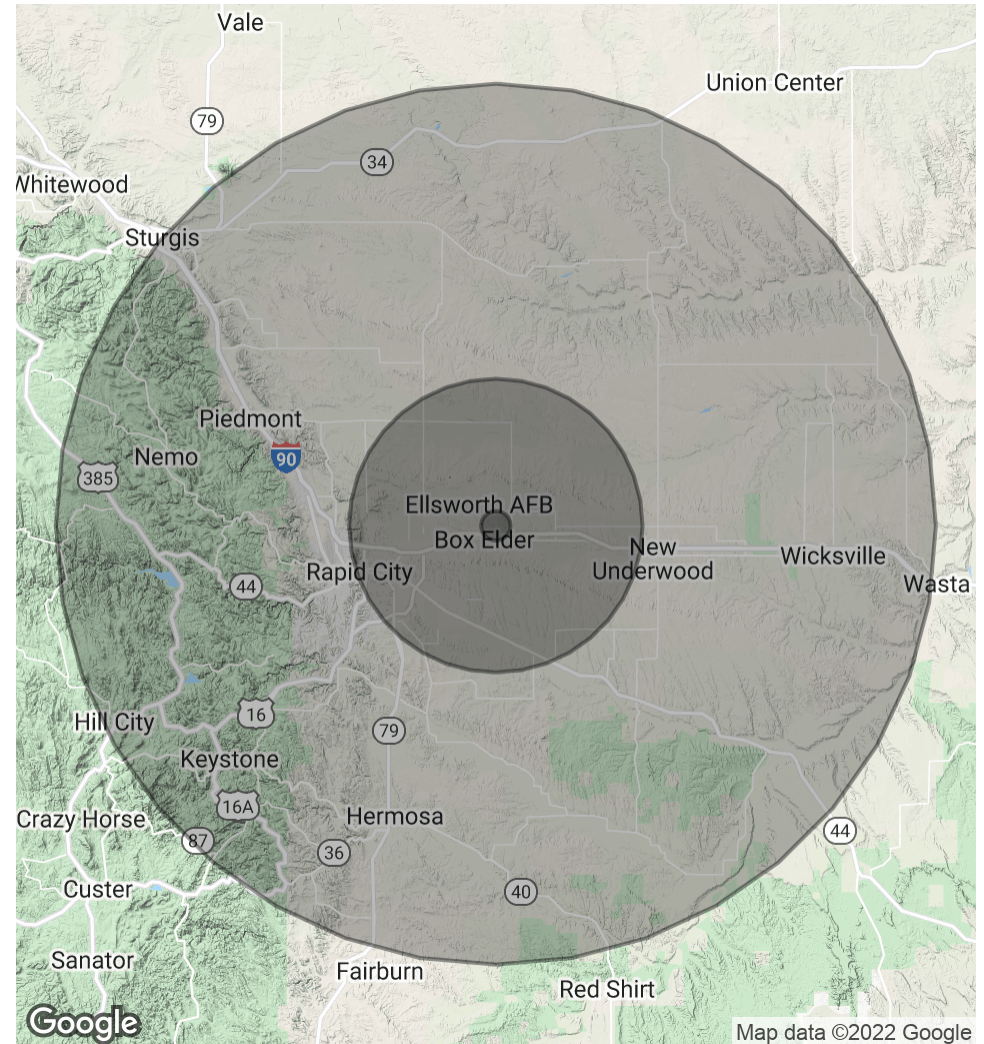 Vale
Union Center
79
34
Whitewood
Sturgis
Piedmont
90
Nemo
385
Ellsworth AFB
Box Elder
New
Underwood
Wicksville
Rapid City
Wasta
44
16
Hill City
79
Keystone
16A
Hermosa
Crazy Horse
87
36
44
Custer
40
Sanator
Fairburn
Red Shirt
Google
Map data ©2022 Google